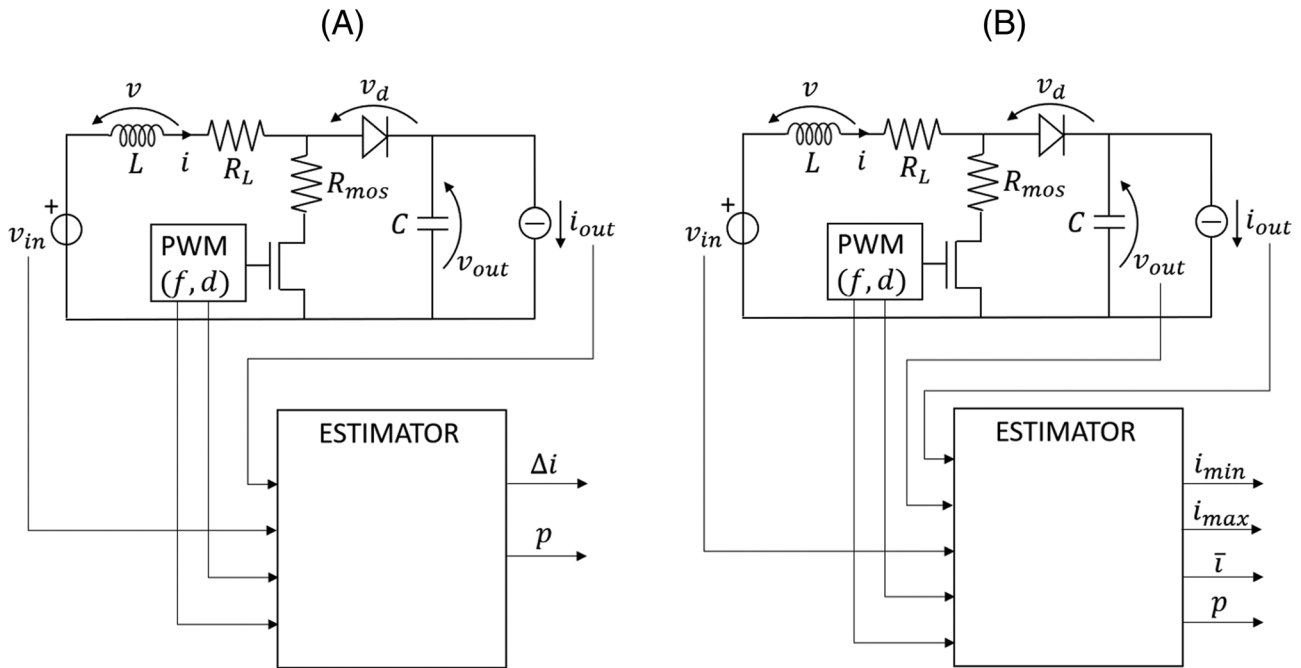 (A)
v
v_d
L
i
R_L
R_mos
+
v_in
PWM
(f, d)
C
v_out
i_out
ESTIMATOR
Δi
p
(B)
v
v_d
L
i
R_L
R_mos
+
v_in
PWM
(f, d)
C
v_out
i_out
ESTIMATOR
i_min
i_max
ī
p